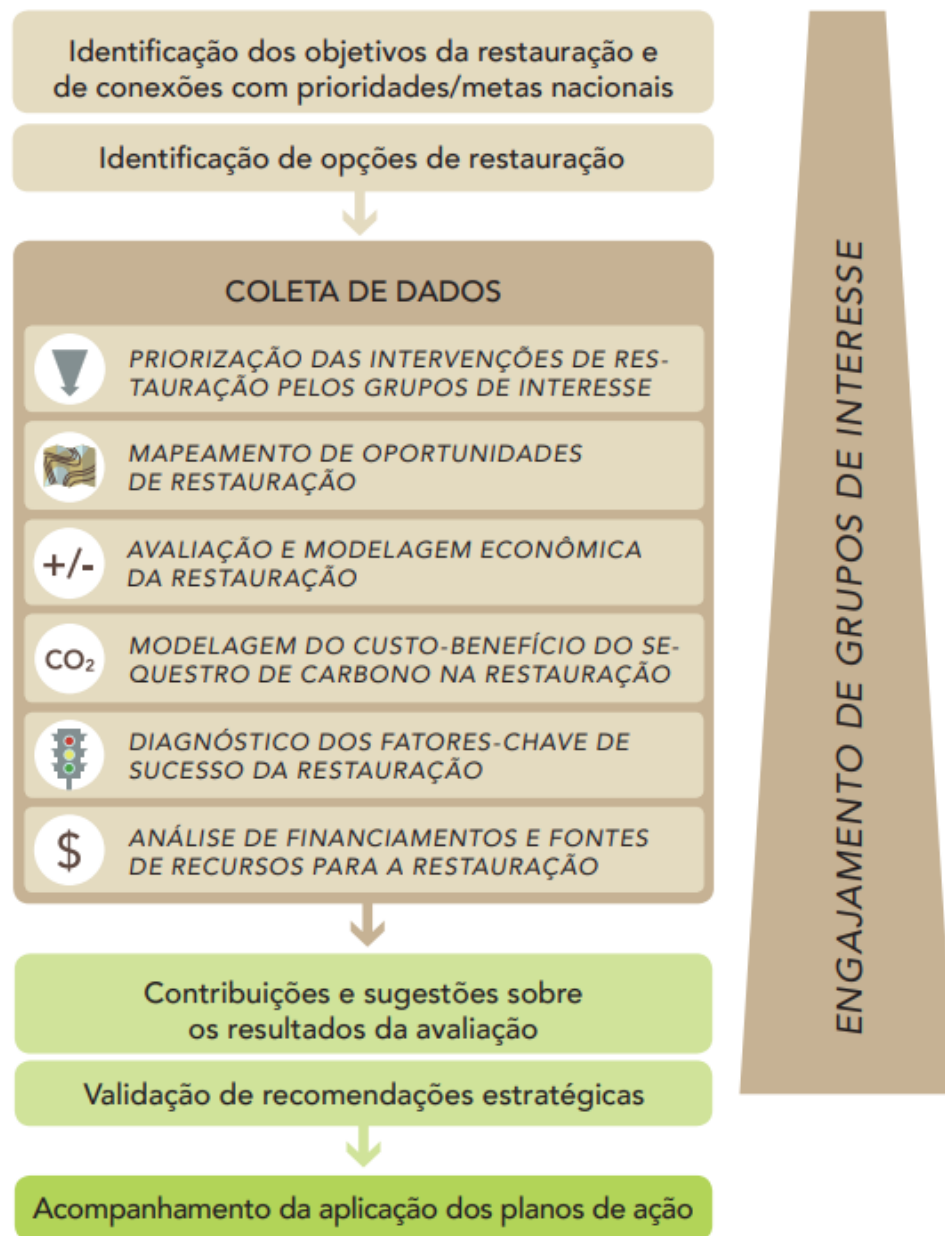 Identificação dos objetivos da restauração e
de conexões com prioridades/metas nacionais
Identificação de opções de restauração
COLETA DE DADOS
PRIORIZAÇÃO DAS INTERVENÇÕES DE RES-
TAURAÇÃO PELOS GRUPOS DE INTERESSE
MAPEAMENTO DE OPORTUNIDADES
DE RESTAURAÇÃO
+/-
AVALIAÇÃO E MODELAGEM ECONÔMICA
DA RESTAURAÇÃO
CO₂
MODELAGEM DO CUSTO-BENEFÍCIO DO SE-
QUESTRO DE CARBONO NA RESTAURAÇÃO
DIAGNÓSTICO DOS FATORES-CHAVE DE
SUCESSO DA RESTAURAÇÃO
$
ANÁLISE DE FINANCIAMENTOS E FONTES
DE RECURSOS PARA A RESTAURAÇÃO
Contribuições e sugestões sobre
os resultados da avaliação
Validação de recomendações estratégicas
Acompanhamento da aplicação dos planos de ação
ENGAJAMENTO DE GRUPOS DE INTERESSE